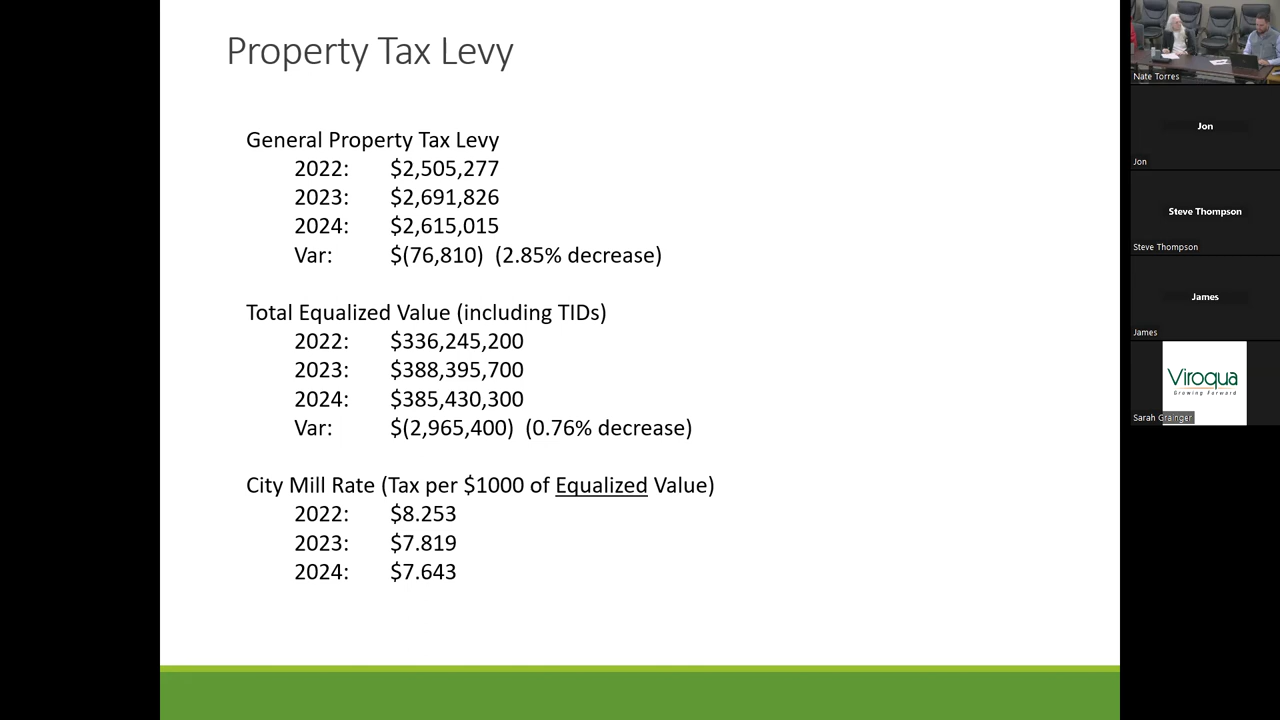 Property Tax Levy
General Property Tax Levy
2022: $2,505,277
2023: $2,691,826
2024: $2,615,015
Var: $(76,810) (2.85% decrease)
Total Equalized Value (including TIDs)
2022: $336,245,200
2023: $388,395,700
2024: $385,430,300
Var: $(2,965,400) (0.76% decrease)
City Mill Rate (Tax per $1000 of Equalized Value)
2022: $8.253
2023: $7.819
2024: $7.643
Nate Torres
Jon
Jon
Steve Thompson
Steve Thompson
James
James
Viroqua
Growing Forward
Sarah Grainger